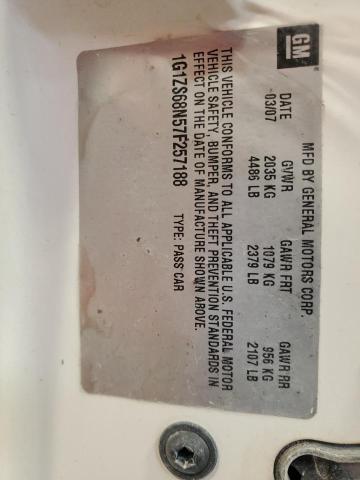 GM
MFD BY GENERAL MOTORS CORP.
DATE GVWR GAWR FRT GAWR RR
03/07 2035 KG 1079 KG 956 KG
4486 LB 2379 LB 2107 LB
THIS VEHICLE CONFORMS TO ALL APPLICABLE U.S. FEDERAL MOTOR
VEHICLE SAFETY, BUMPER, AND THEFT PREVENTION STANDARDS IN
EFFECT ON THE DATE OF MANUFACTURE SHOWN ABOVE.
1G1ZS68N57F257188 TYPE: PASS CAR